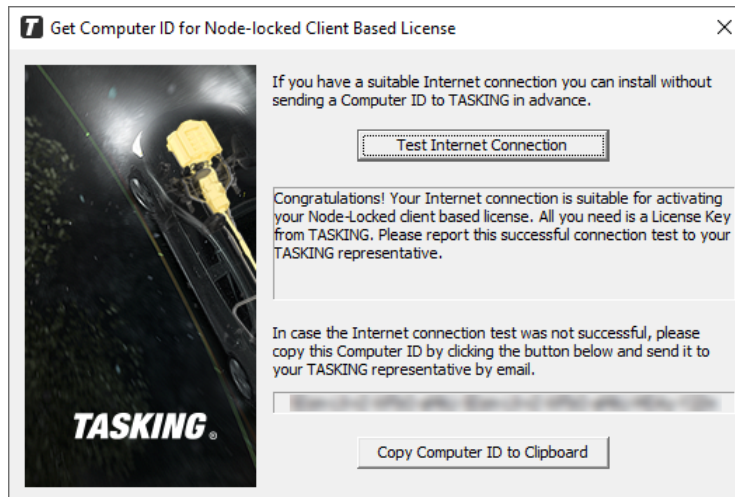 Get Computer ID for Node-locked Client Based License
If you have a suitable Internet connection you can install without
sending a Computer ID to TASKING in advance.
Test Internet Connection
Congratulations! Your Internet connection is suitable for activating
your Node-Locked client based license. All you need is a License Key
from TASKING. Please report this successful connection test to your
TASKING representative.
In case the Internet connection test was not successful, please
copy this Computer ID by clicking the button below and send it to
your TASKING representative by email.
TASKING®
Copy Computer ID to Clipboard